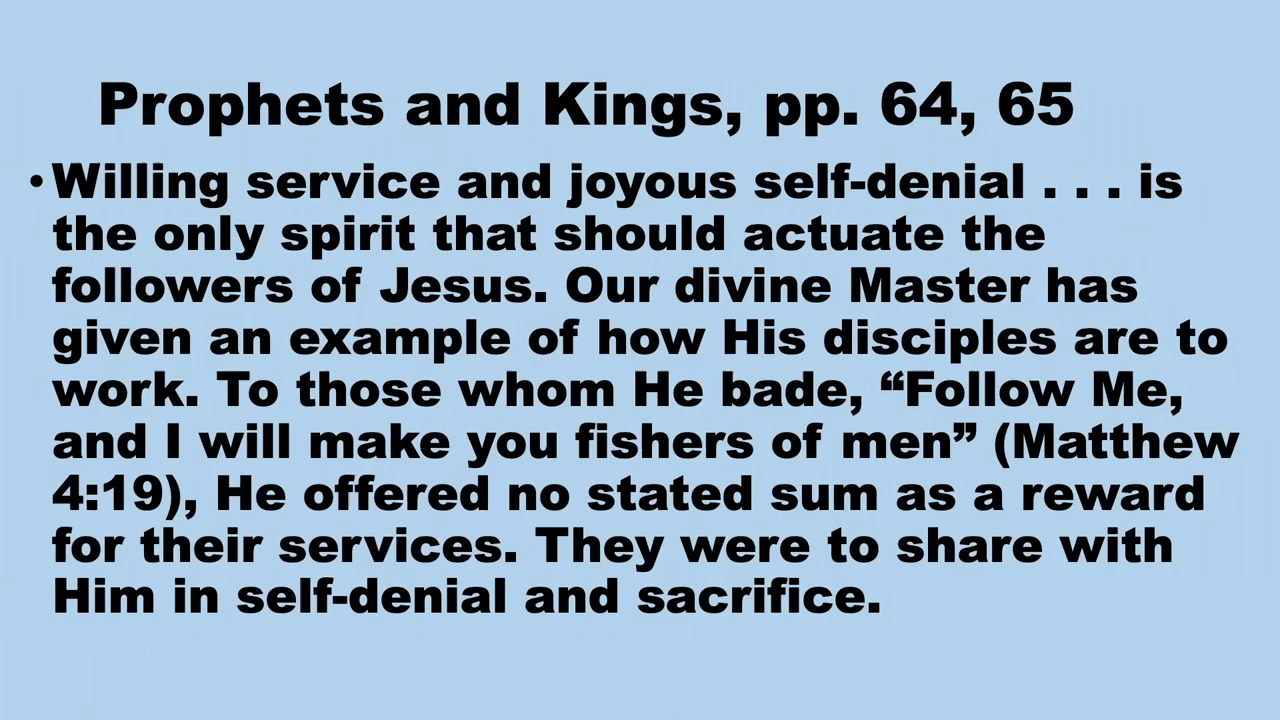 Prophets and Kings, pp. 64, 65
• Willing service and joyous self-denial . . . is
the only spirit that should actuate the
followers of Jesus. Our divine Master has
given an example of how His disciples are to
work. To those whom He bade, “Follow Me,
and I will make you fishers of men” (Matthew
4:19), He offered no stated sum as a reward
for their services. They were to share with
Him in self-denial and sacrifice.